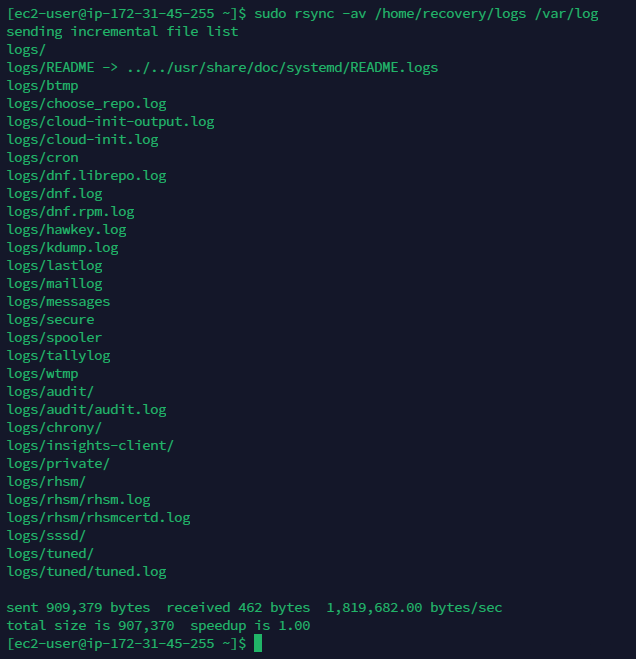 [ec2-user@ip-172-31-45-255 ~]$ sudo rsync -av /home/recovery/logs /var/log
sending incremental file list
logs/
logs/README -> ../../usr/share/doc/systemd/README.logs
logs/btmp
logs/choose_repo.log
logs/cloud-init-output.log
logs/cloud-init.log
logs/cron
logs/dnf.librepo.log
logs/dnf.log
logs/dnf.rpm.log
logs/hawkey.log
logs/kdump.log
logs/lastlog
logs/maillog
logs/messages
logs/secure
logs/spooler
logs/tallylog
logs/wtmp
logs/audit/
logs/audit/audit.log
logs/chrony/
logs/insights-client/
logs/private/
logs/rhsm/
logs/rhsm/rhsm.log
logs/rhsm/rhsmcertd.log
logs/sssd/
logs/tuned/
logs/tuned/tuned.log
sent 909,379 bytes  received 462 bytes  1,819,682.00 bytes/sec
total size is 907,370  speedup is 1.00
[ec2-user@ip-172-31-45-255 ~]$